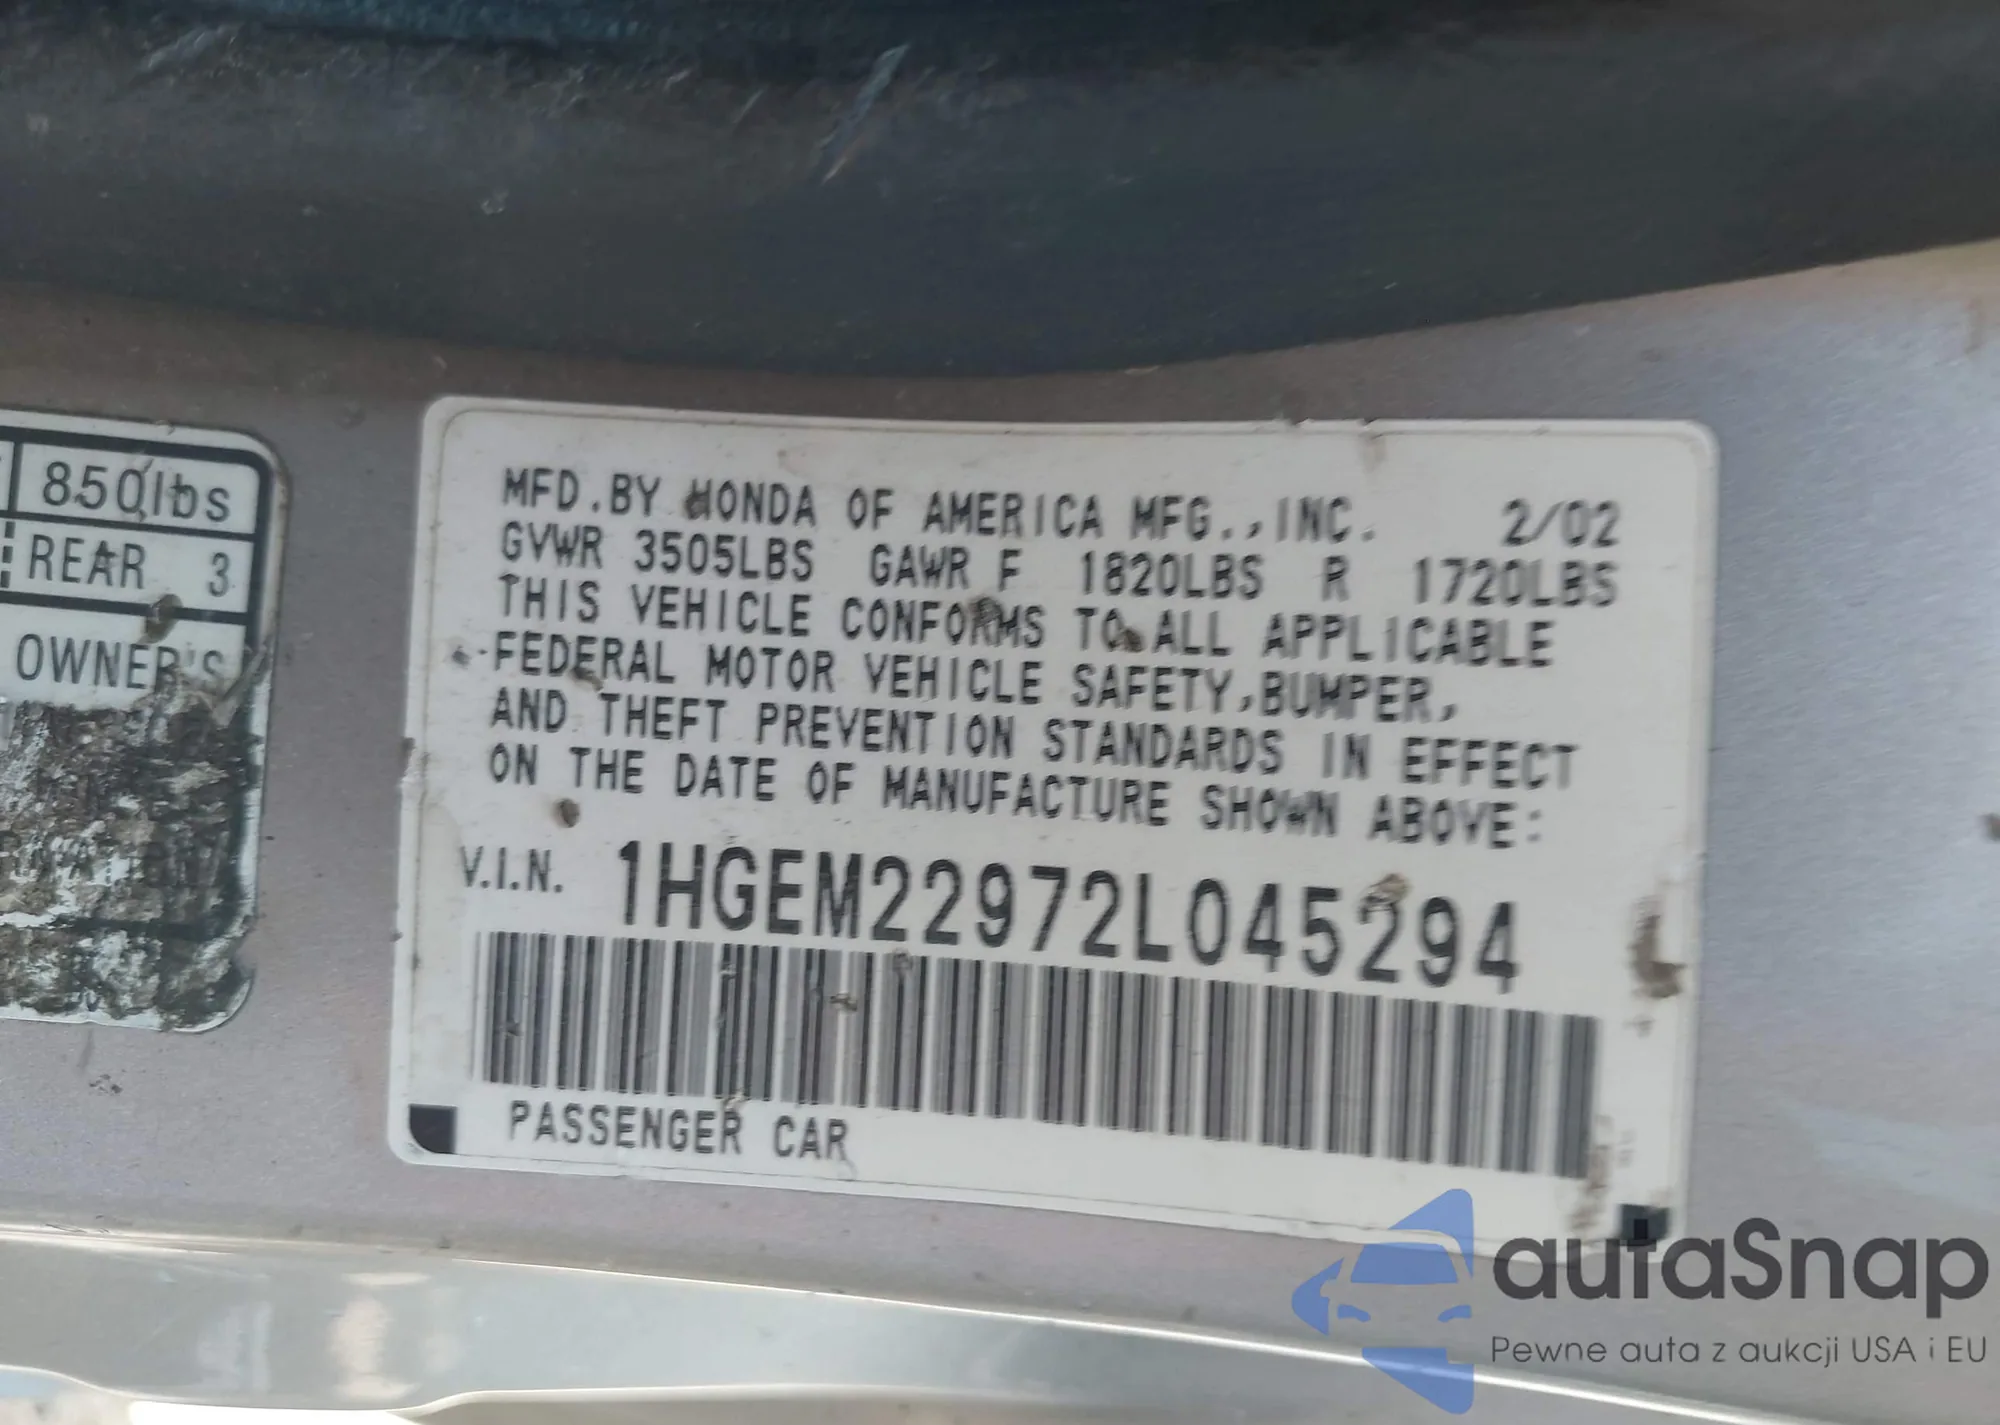 850lbs
REAR 3
OWNER'S
MFD.BY HONDA OF AMERICA MFG.,INC. 2/02
GVWR 3505LBS GAWR F 1820LBS R 1720LBS
THIS VEHICLE CONFORMS TO ALL APPLICABLE
FEDERAL MOTOR VEHICLE SAFETY,BUMPER,
AND THEFT PREVENTION STANDARDS IN EFFECT
ON THE DATE OF MANUFACTURE SHOWN ABOVE:
V.I.N. 1HGEM22972L045294
PASSENGER CAR
autaSnap
Pewne auta z aukcji USA i EU